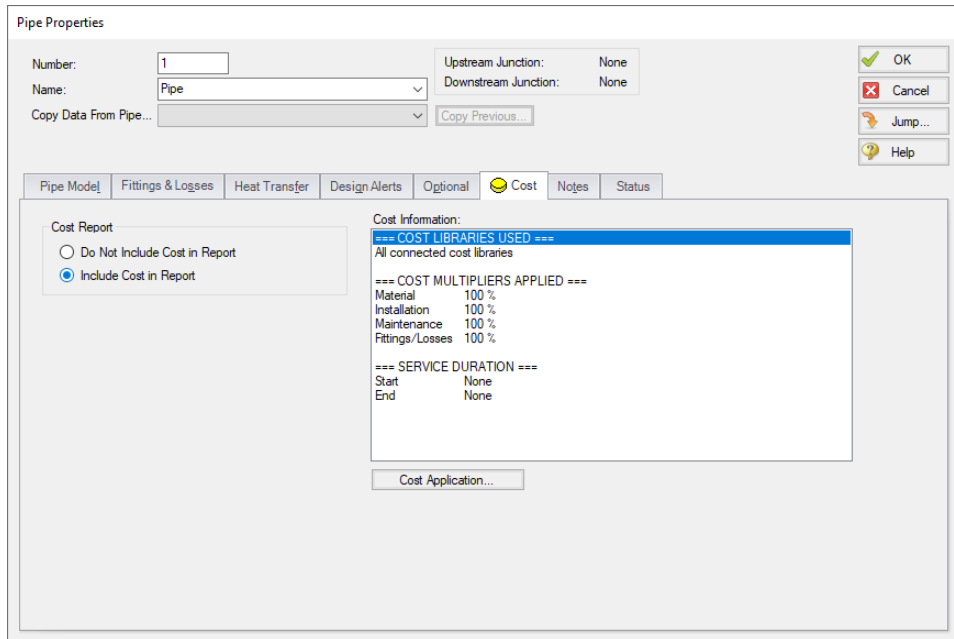 Pipe Properties
Number: 1
Upstream Junction: None
OK
Name: Pipe
Downstream Junction: None
Cancel
Copy Data From Pipe...
Copy Previous...
Jump...
Help
Pipe Model Fittings & Losses Heat Transfer Design Alerts Optional Cost Notes Status
Cost Report
Do Not Include Cost in Report
Include Cost in Report
Cost Information:
=== COST LIBRARIES USED ===
All connected cost libraries
=== COST MULTIPLIERS APPLIED ===
Material 100 %
Installation 100 %
Maintenance 100 %
Fittings/Losses 100 %
=== SERVICE DURATION ===
Start None
End None
Cost Application...